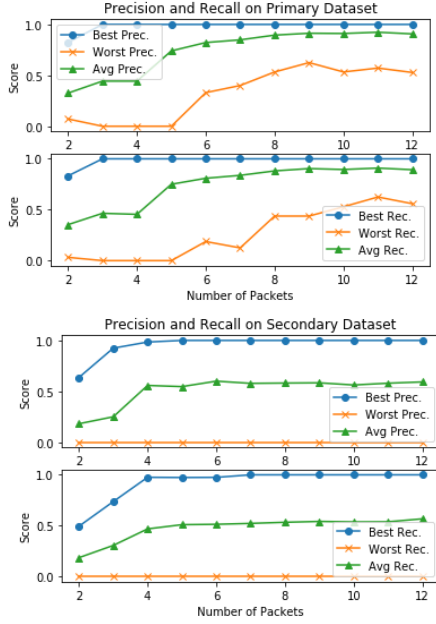 Precision and Recall on Primary Dataset
1.0
0.5
0.0
Score
Best Prec.
Worst Prec.
Avg Prec.
2 4 6 8 10 12
1.0
0.5
0.0
Score
Best Rec.
Worst Rec.
Avg Rec.
2 4 6 8 10 12
Number of Packets
Precision and Recall on Secondary Dataset
1.0
0.5
0.0
Score
Best Prec.
Worst Prec.
Avg Prec.
2 4 6 8 10 12
1.0
0.5
0.0
Score
Best Rec.
Worst Rec.
Avg Rec.
2 4 6 8 10 12
Number of Packets